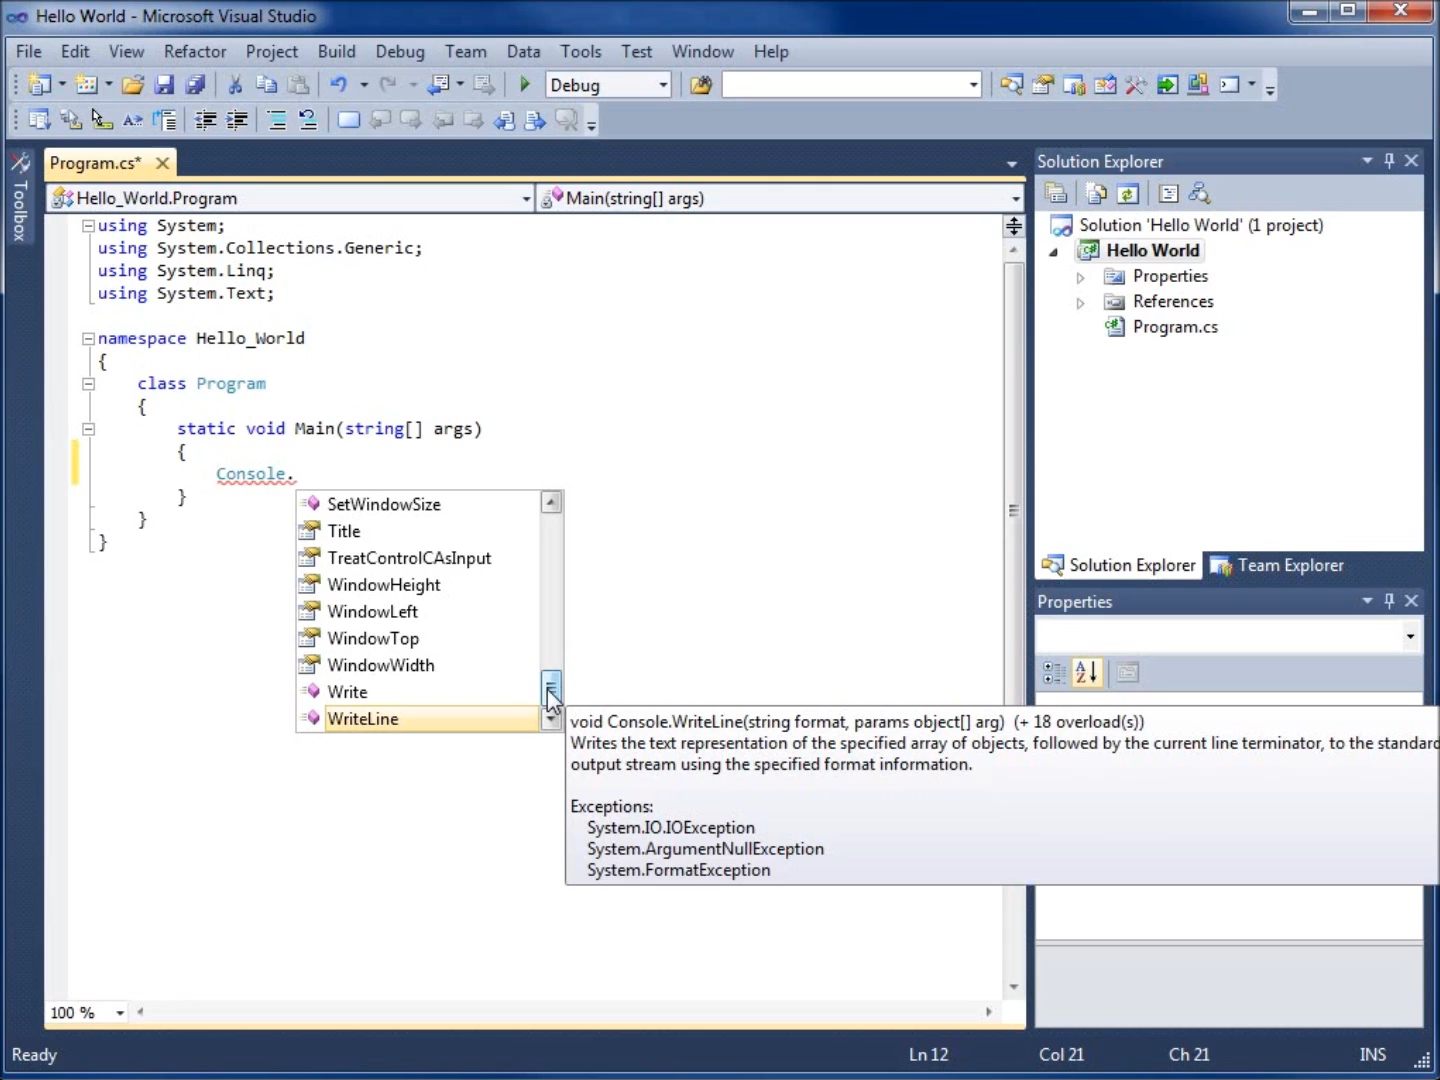 Hello World - Microsoft Visual Studio
File Edit View Refactor Project Build Debug Team Data Tools Test Window Help
Debug
Toolbox
Program.cs*
Hello_World.Program
Main(string[] args)
using System;
using System.Collections.Generic;
using System.Linq;
using System.Text;
namespace Hello_World
{
class Program
{
static void Main(string[] args)
{
Console.
}
}
}
SetWindowSize
Title
TreatControlCAsInput
WindowHeight
WindowLeft
WindowTop
WindowWidth
Write
WriteLine
void Console.WriteLine(string format, params object[] arg) (+ 18 overload(s))
Writes the text representation of the specified array of objects, followed by the current line terminator, to the standard
output stream using the specified format information.
Exceptions:
System.IO.IOException
System.ArgumentNullException
System.FormatException
Solution Explorer
Solution 'Hello World' (1 project)
Hello World
Properties
References
Program.cs
Solution Explorer Team Explorer
Properties
100 %
Ready Ln 12 Col 21 Ch 21 INS